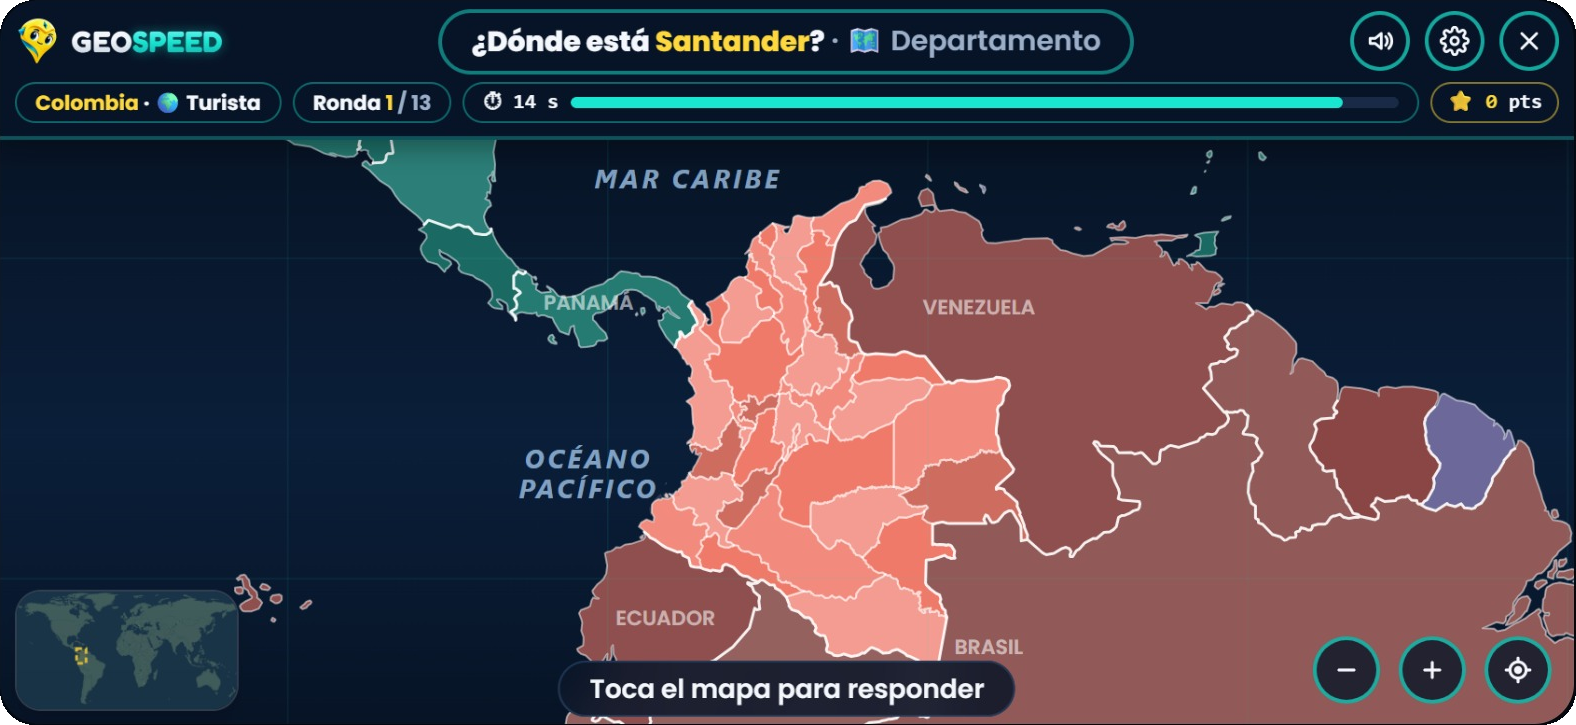 GEOSPEED
¿Dónde está Santander? · Departamento
Colombia · Turista
Ronda 1 / 13
14 s
0 pts
MAR CARIBE
PANAMÁ
VENEZUELA
OCÉANO
PACÍFICO
ECUADOR
BRASIL
Toca el mapa para responder